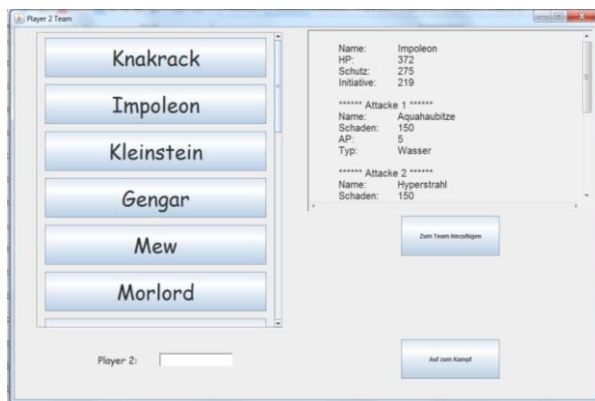 Player 2 Team
Knakrack
Impoleon
Kleinstein
Gengar
Mew
Morlord
Player 2:
Name: Impoleon
HP: 372
Schutz: 275
Initiative: 219
****** Attacke 1 ******
Name: Aquahaubitze
Schaden: 150
AP: 5
Typ: Wasser
****** Attacke 2 ******
Name: Hyperstrahl
Schaden: 150
Zum Team hinzufügen
Auf zum Kampf